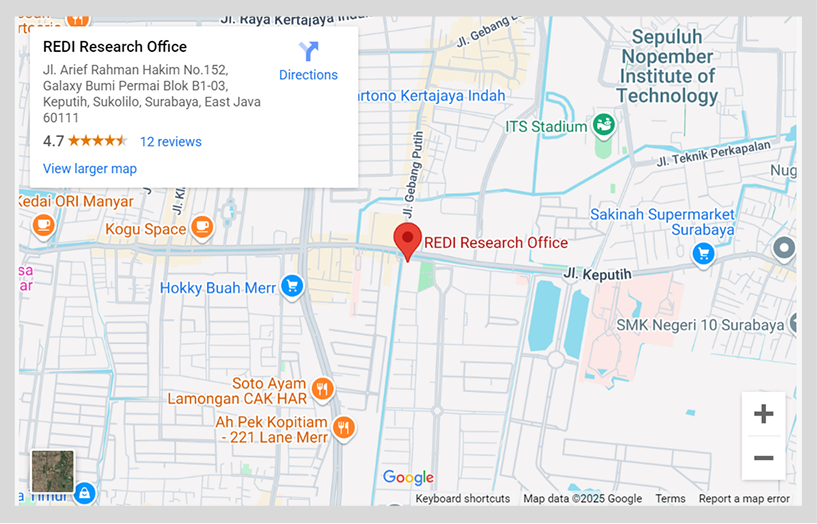 Jl. Raya Kertajaya Indah
REDI Research Office
Jl. Arief Rahman Hakim No.152,
Galaxy Bumi Permai Blok B1-03,
Keputih, Sukolilo, Surabaya, East Java
60111
4.7
12 reviews
View larger map
Directions
Jl. Gebang
Sepuluh
Nopember
Institute of
Technology
artono Kertajaya Indah
ITS Stadium
Jl. Gebang Putih
Jl. Teknik Perkapalan
Nug
Kedai ORI Manyar
Kogu Space
Sakinah Supermarket
Surabaya
REDI Research Office
Jl. Keputih
sa
ar
Hokky Buah Merr
SMK Negeri 10 Surabaya
Soto Ayam
Lamongan CAK HAR
Ah Pek Kopitiam
- 221 Lane Merr
+
−
Google
a Timur
Keyboard shortcuts
Map data ©2025 Google
Terms
Report a map error